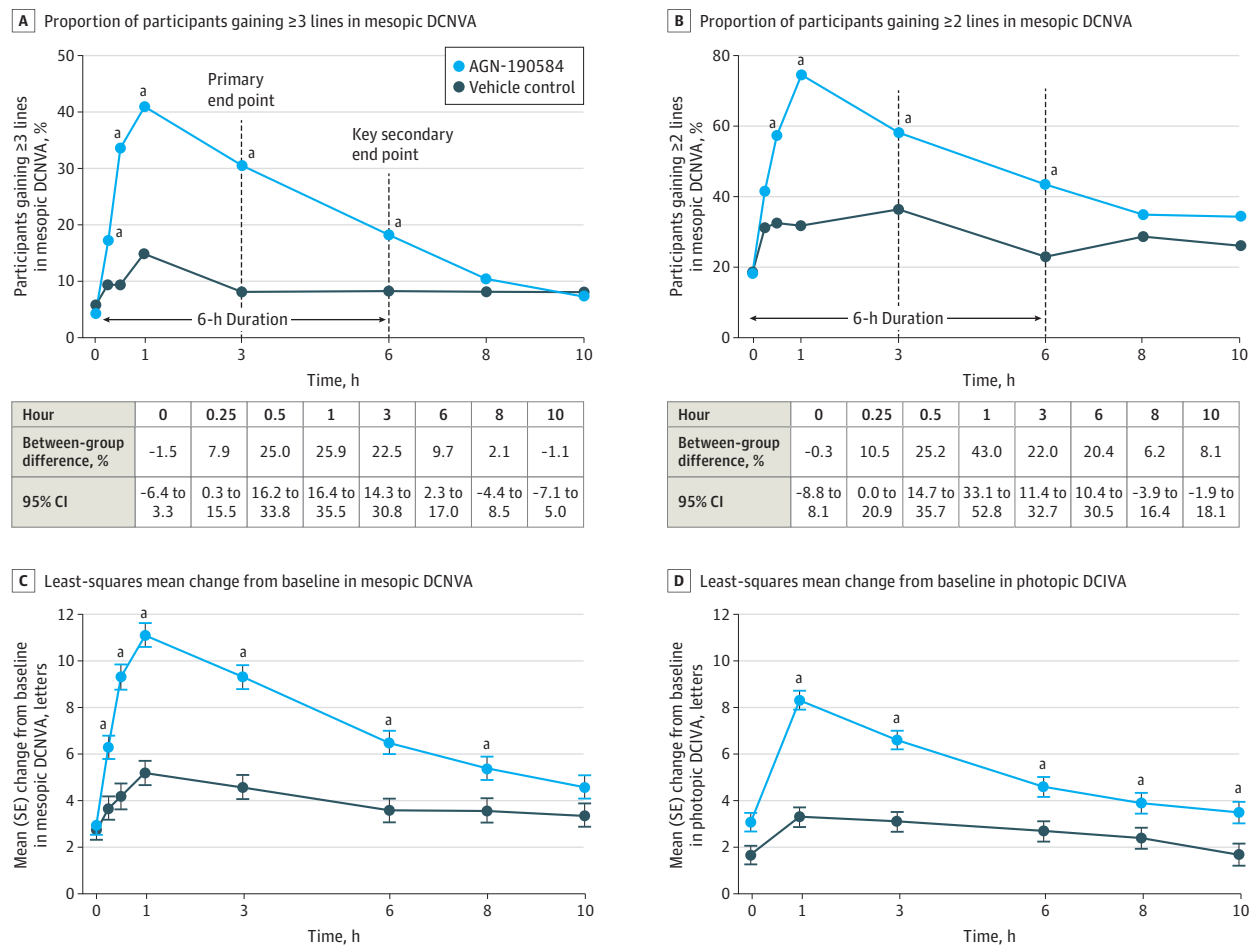 A Proportion of participants gaining ≥3 lines in mesopic DCNVA
Participants gaining ≥3 lines
in mesopic DCNVA, %
50
40
30
20
10
0
AGN-190584
Vehicle control
Primary
end point
Key secondary
end point
a
a
a
a
a
6-h Duration
0 1 3 6 8 10
Time, h
Hour 0 0.25 0.5 1 3 6 8 10
Between-group
difference, %
-1.5 7.9 25.0 25.9 22.5 9.7 2.1 -1.1
95% CI
-6.4 to 0.3 to 16.2 to 16.4 to 14.3 to 2.3 to -4.4 to -7.1 to
3.3 15.5 33.8 35.5 30.8 17.0 8.5 5.0
B Proportion of participants gaining ≥2 lines in mesopic DCNVA
Participants gaining ≥2 lines
in mesopic DCNVA, %
80
60
40
20
0
a
a
a
a
6-h Duration
0 1 3 6 8 10
Time, h
Hour 0 0.25 0.5 1 3 6 8 10
Between-group
difference, %
-0.3 10.5 25.2 43.0 22.0 20.4 6.2 8.1
95% CI
-8.8 to 0.0 to 14.7 to 33.1 to 11.4 to 10.4 to -3.9 to -1.9 to
8.1 20.9 35.7 52.8 32.7 30.5 16.4 18.1
C Least-squares mean change from baseline in mesopic DCNVA
Mean (SE) change from baseline
in mesopic DCNVA, letters
12
10
8
6
4
2
0
a
a
a
a
a
a
0 1 3 6 8 10
Time, h
D Least-squares mean change from baseline in photopic DCIVA
Mean (SE) change from baseline
in photopic DCIVA, letters
12
10
8
6
4
2
0
a
a
a
a
a
0 1 3 6 8 10
Time, h